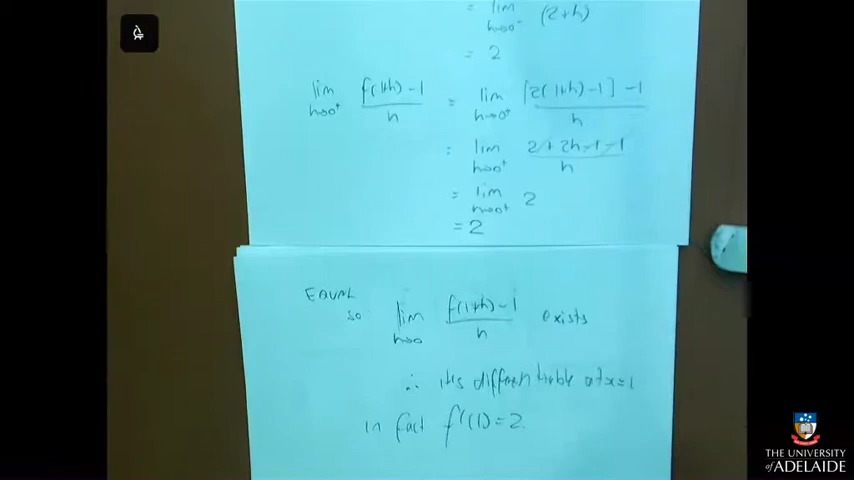 = lim h→0⁻ (2+h)
= 2
lim h→0⁺ f(1+h) -1 / h = lim h→0⁺ [2(1+h)-1] -1 / h
= lim h→0⁺ 2+2h-1-1 / h
= lim h→0⁺ 2
= 2
EQUAL
so lim h→0 f(1+h) -1 / h exists
∴ it's differentiable at x=1
in fact f'(1)=2.
THE UNIVERSITY
of ADELAIDE